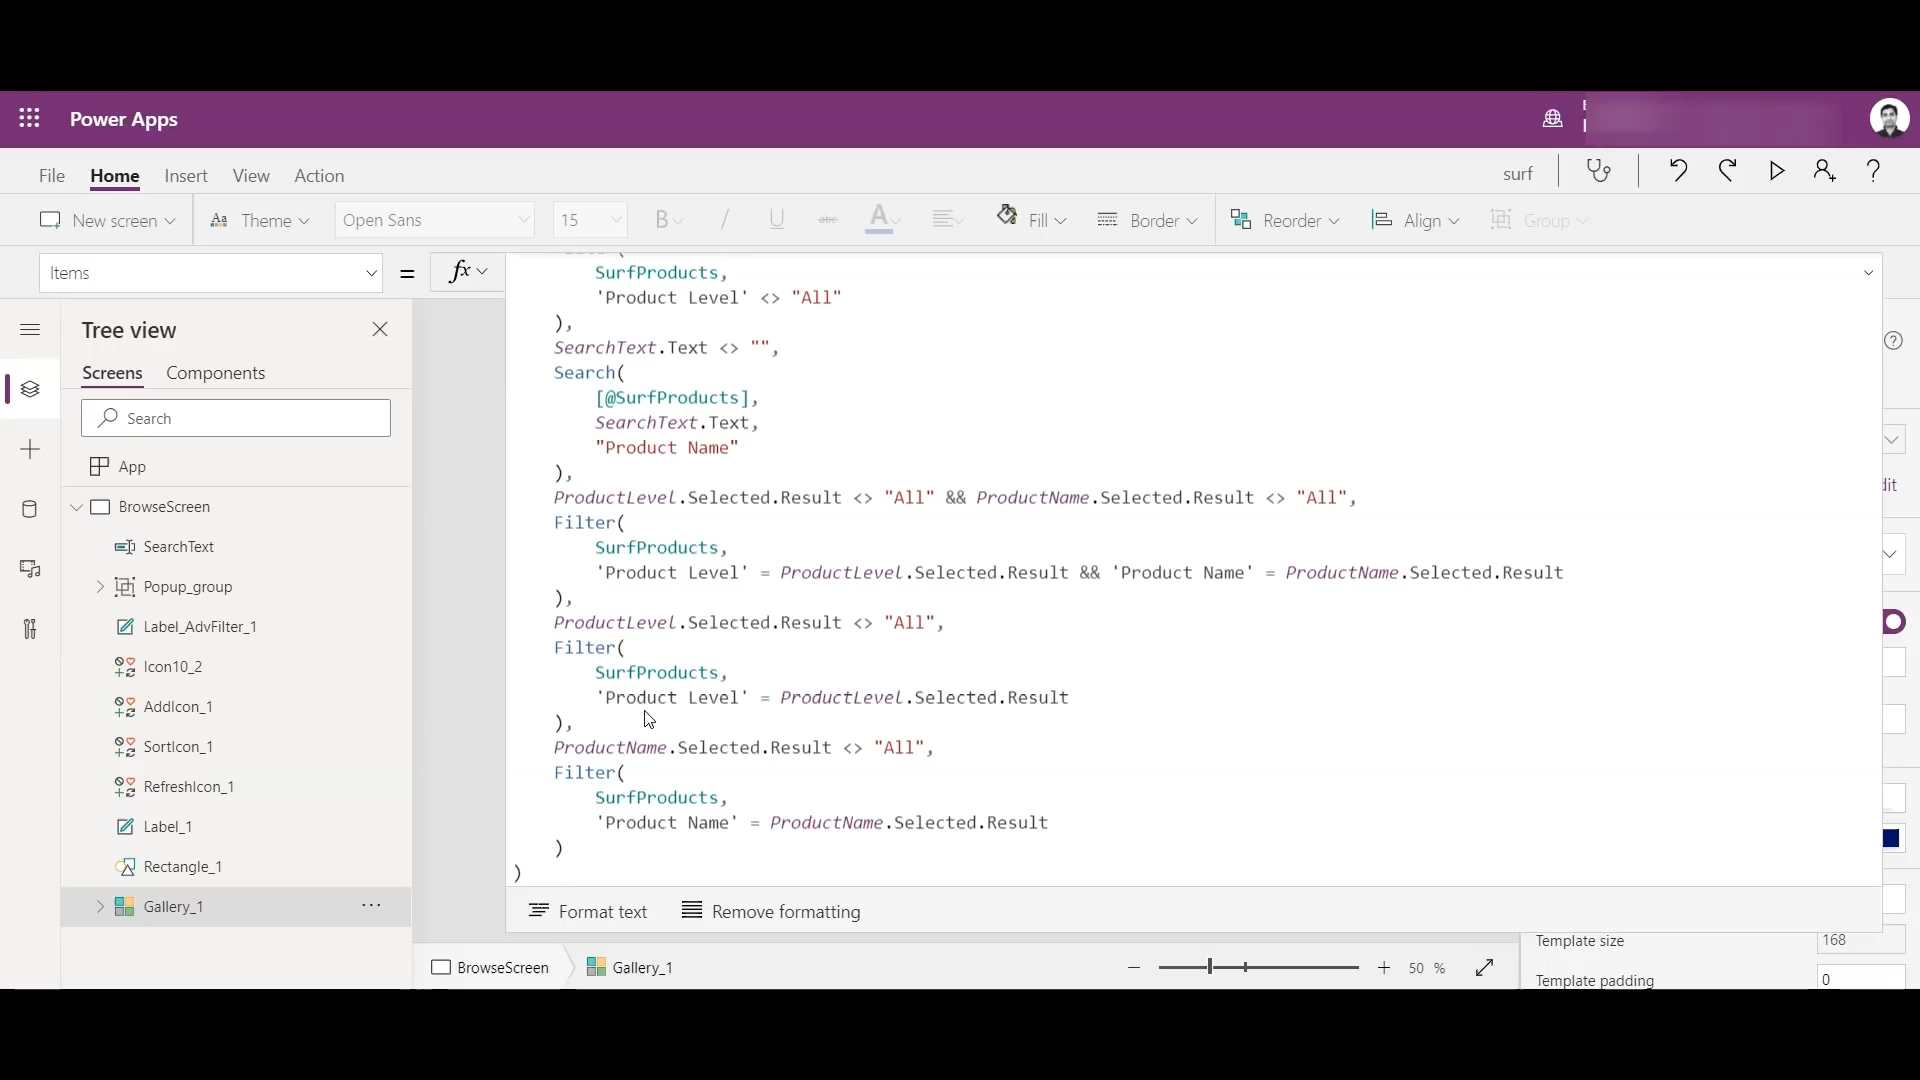 Power Apps
File Home Insert View Action
surf
New screen
Theme
Open Sans
15
B
U
abc
A
Fill
Border
Reorder
Align
Group
Items
=
fx
Tree view
Screens Components
Search
App
BrowseScreen
SearchText
Popup_group
Label_AdvFilter_1
Icon10_2
AddIcon_1
SortIcon_1
RefreshIcon_1
Label_1
Rectangle_1
Gallery_1
SurfProducts,
'Product Level' <> "All"
),
SearchText.Text <> "",
Search(
[@SurfProducts],
SearchText.Text,
"Product Name"
),
ProductLevel.Selected.Result <> "All" && ProductName.Selected.Result <> "All",
Filter(
SurfProducts,
'Product Level' = ProductLevel.Selected.Result && 'Product Name' = ProductName.Selected.Result
),
ProductLevel.Selected.Result <> "All",
Filter(
SurfProducts,
'Product Level' = ProductLevel.Selected.Result
),
ProductName.Selected.Result <> "All",
Filter(
SurfProducts,
'Product Name' = ProductName.Selected.Result
)
)
Format text
Remove formatting
BrowseScreen
Gallery_1
50 %
Template size
168
Template padding
0